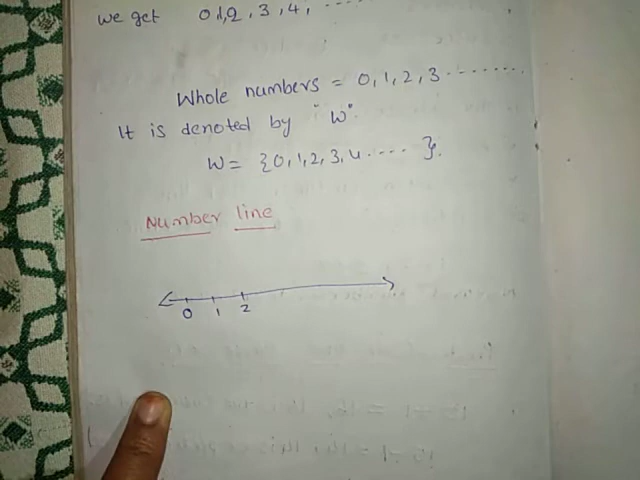 we get 0,1,2,3,4,.....
Whole numbers = 0,1,2,3........
It is denoted by "W".
W = {0,1,2,3,4.....}.
Number line
0 1 2